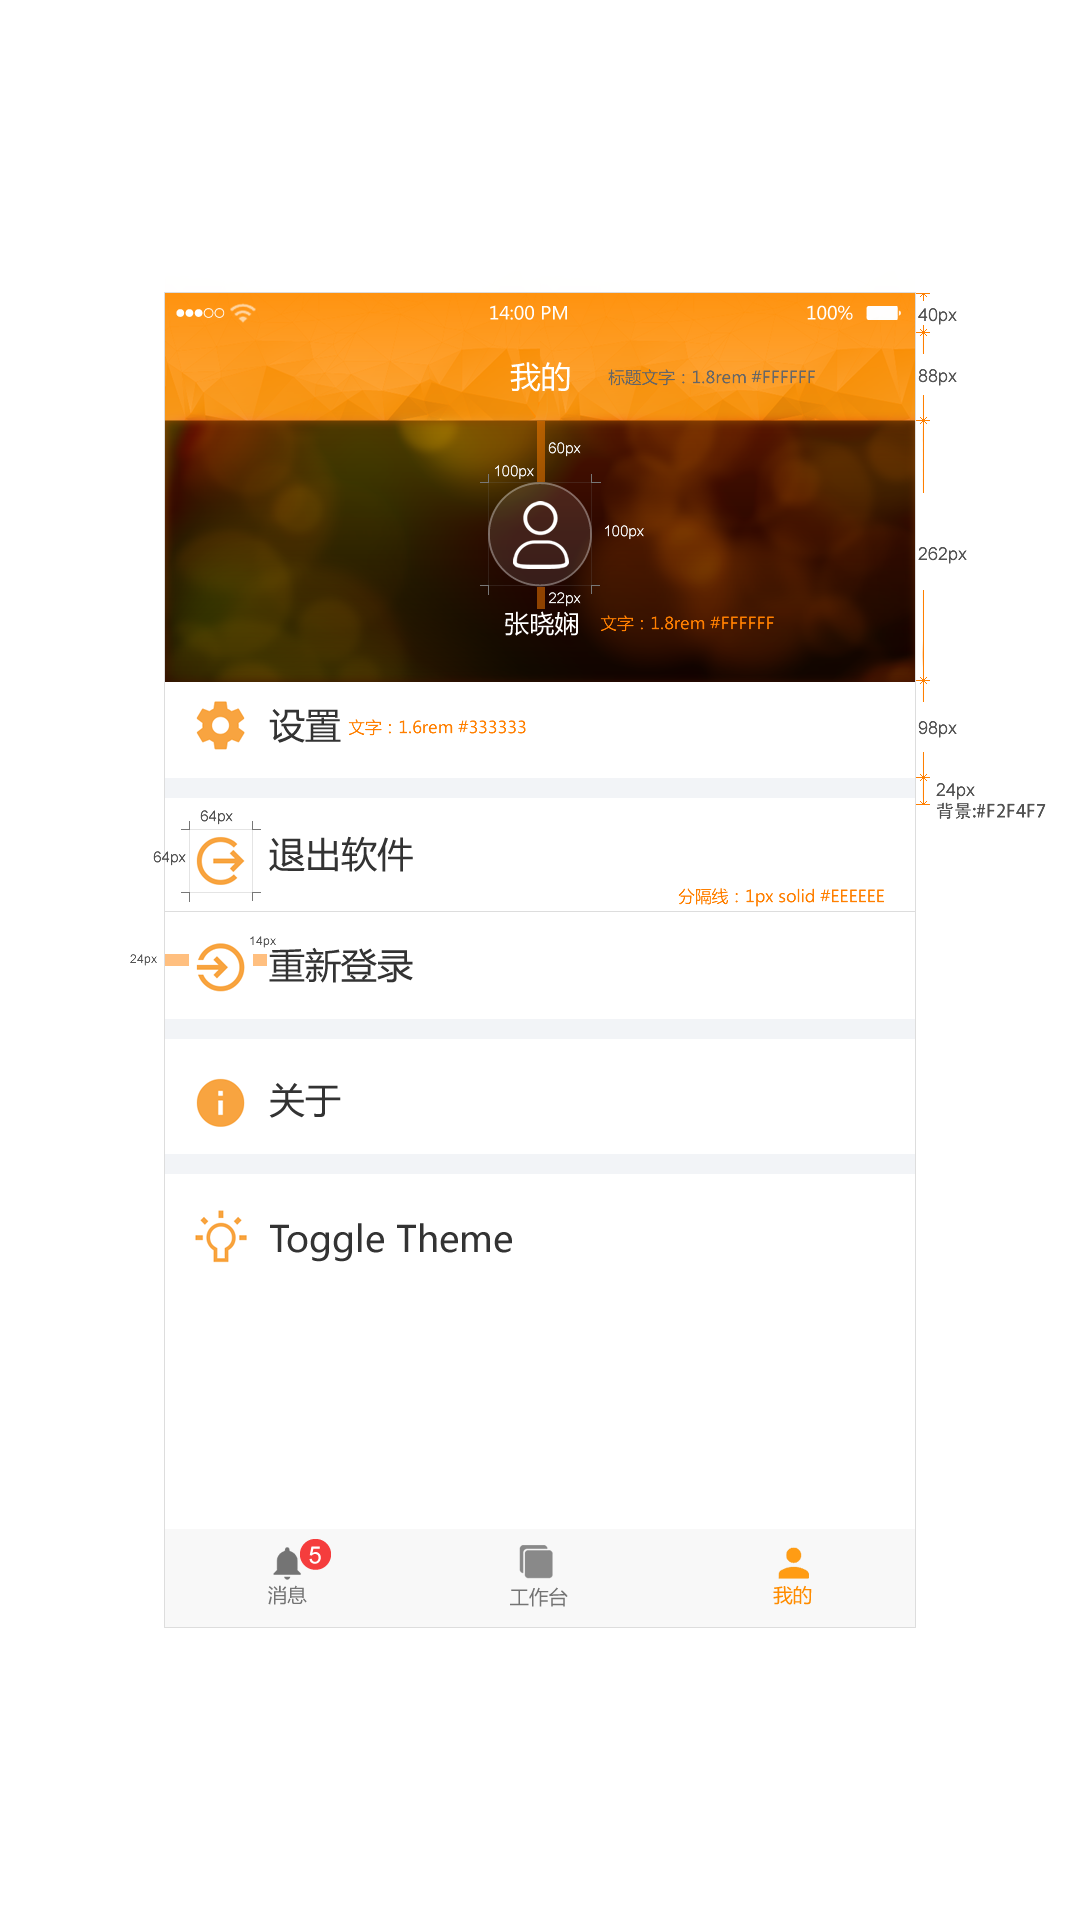 14:00 PM
100%
40px
我的
标题文字：1.8rem #FFFFFF
88px
60px
100px
100px
262px
22px
张晓娴
文字：1.8rem #FFFFFF
设置
文字：1.6rem #333333
98px
24px
背景:#F2F4F7
64px
64px
退出软件
分隔线：1px solid #EEEEEE
14px
24px
重新登录
关于
Toggle Theme
5
消息
工作台
我的